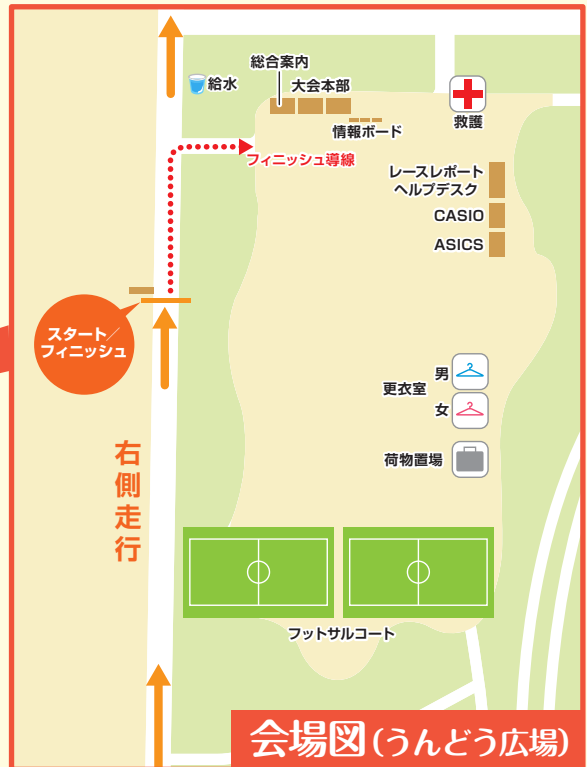 総合案内
給水
大会本部
情報ボード
救護
フィニッシュ導線
レースレポート
ヘルプデスク
CASIO
ASICS
スタート／
フィニッシュ
男
更衣室
女
荷物置場
右側走行
フットサルコート
会場図(うんどう広場)